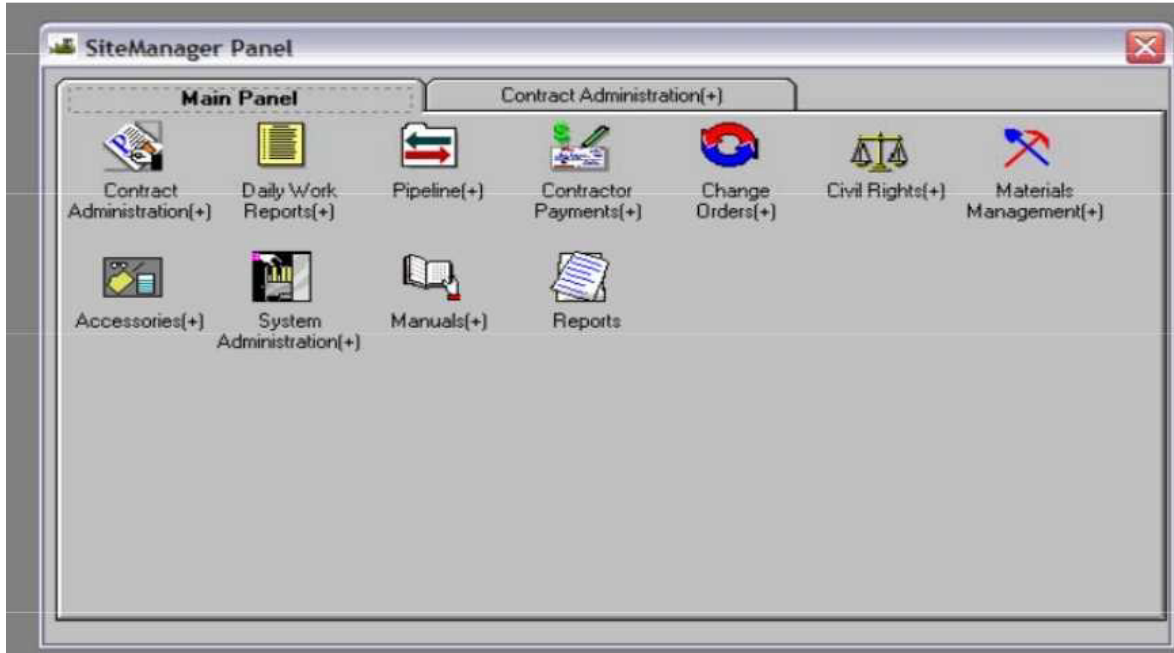 SiteManager Panel
Main Panel
Contract Administration(+)
Contract
Administration(+)
Daily Work
Reports(+)
Pipeline(+)
Contractor
Payments(+)
Change
Orders(+)
Civil Rights(+)
Materials
Management(+)
Accessories(+)
System
Administration(+)
Manuals(+)
Reports